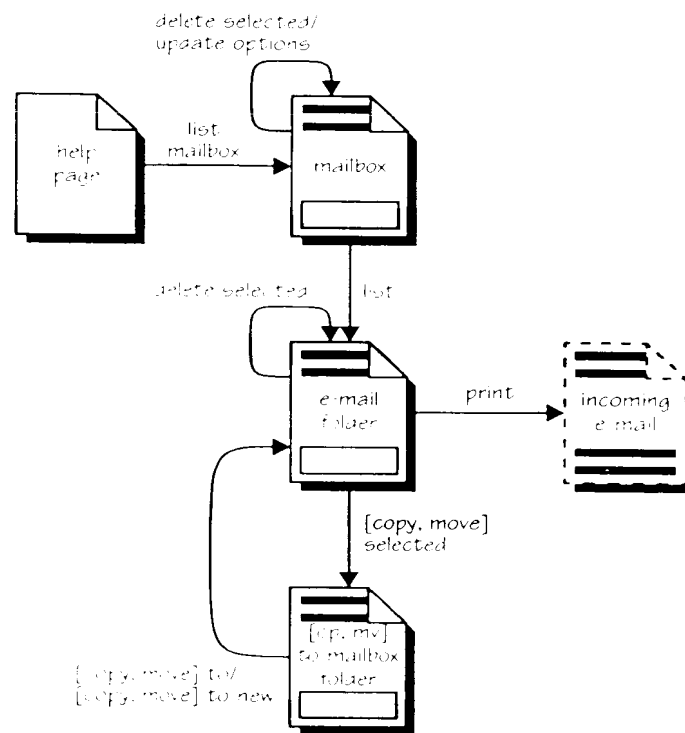 delete selected/
update options
help
page
list
mailbox
mailbox
delete selected
list
e-mail
folder
print
incoming
e-mail
[copy, move]
selected
[cp, mv]
to mailbox
folder
[copy, move] to/
[copy, move] to new